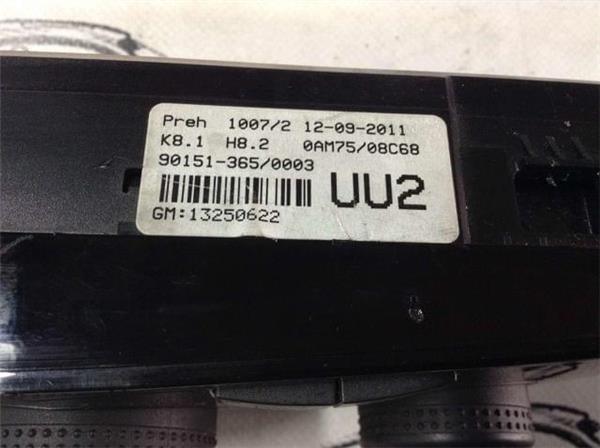 Preh 1007/2 12-09-2011
K8.1 H8.2 0AM75/08C68
90151-365/0003
UU2
GM:13250622